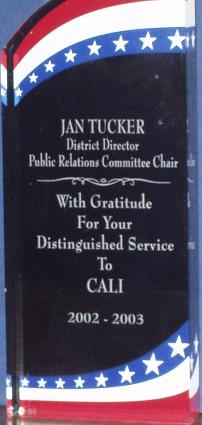 JAN TUCKER
District Director
Public Relations Committee Chair
With Gratitude
For Your
Distinguished Service
To
CALI
2002 - 2003